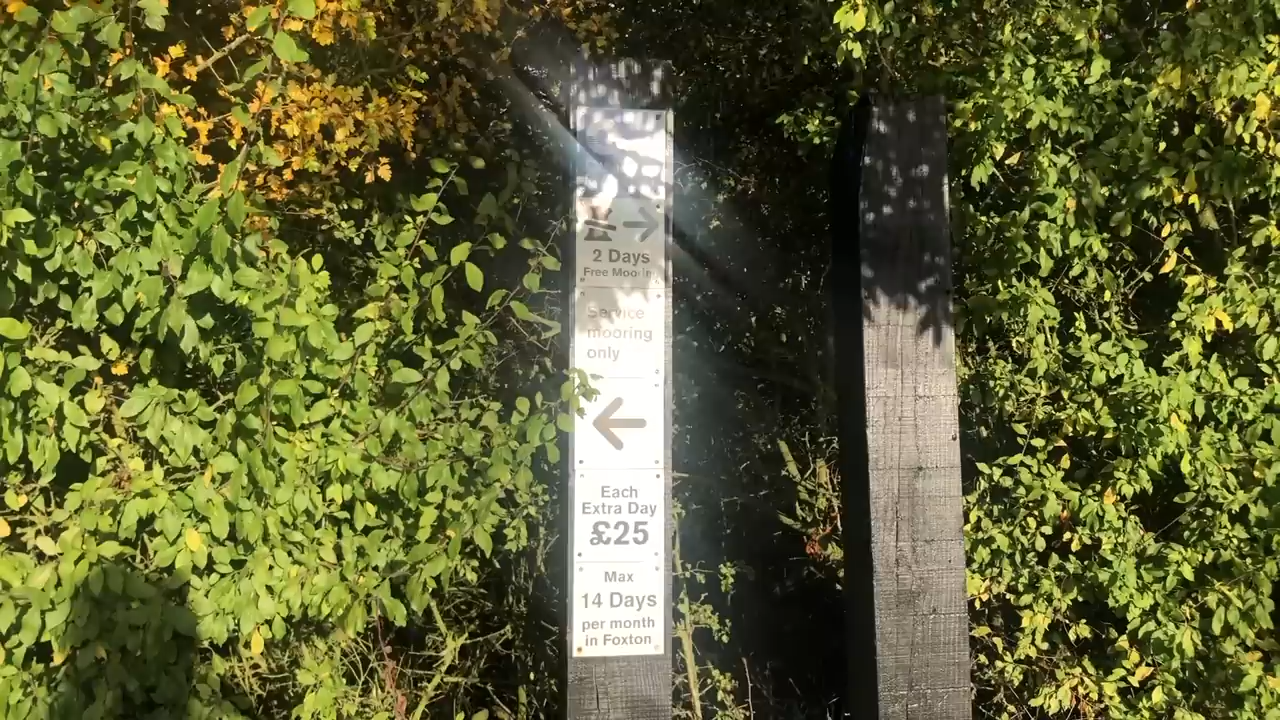 2 Days
Free Mooring
Service
mooring
only
Each
Extra Day
£25
Max
14 Days
per month
in Foxton